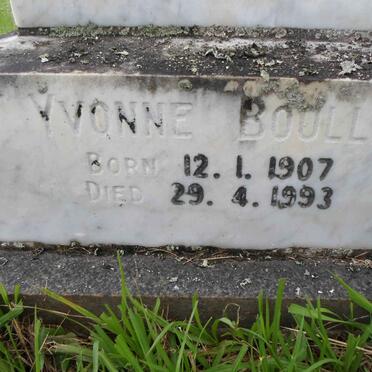 YVONNE BOULL
BORN 12. 1. 1907
DIED 29. 4. 1993